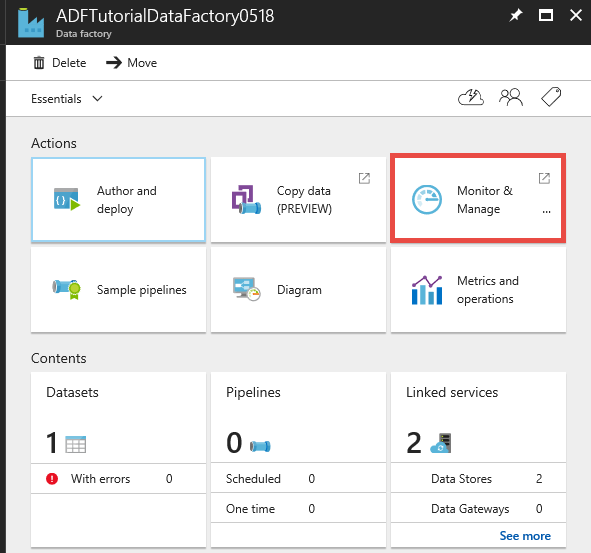 ADFTutorialDataFactory0518
Data factory
Delete
Move
Essentials
Actions
Author and
deploy
Copy data
(PREVIEW)
Monitor &
Manage
...
Sample pipelines
Diagram
Metrics and
operations
Contents
Datasets
1
With errors 0
Pipelines
0
Scheduled 0
One time 0
Linked services
2
Data Stores 2
Data Gateways 0
See more